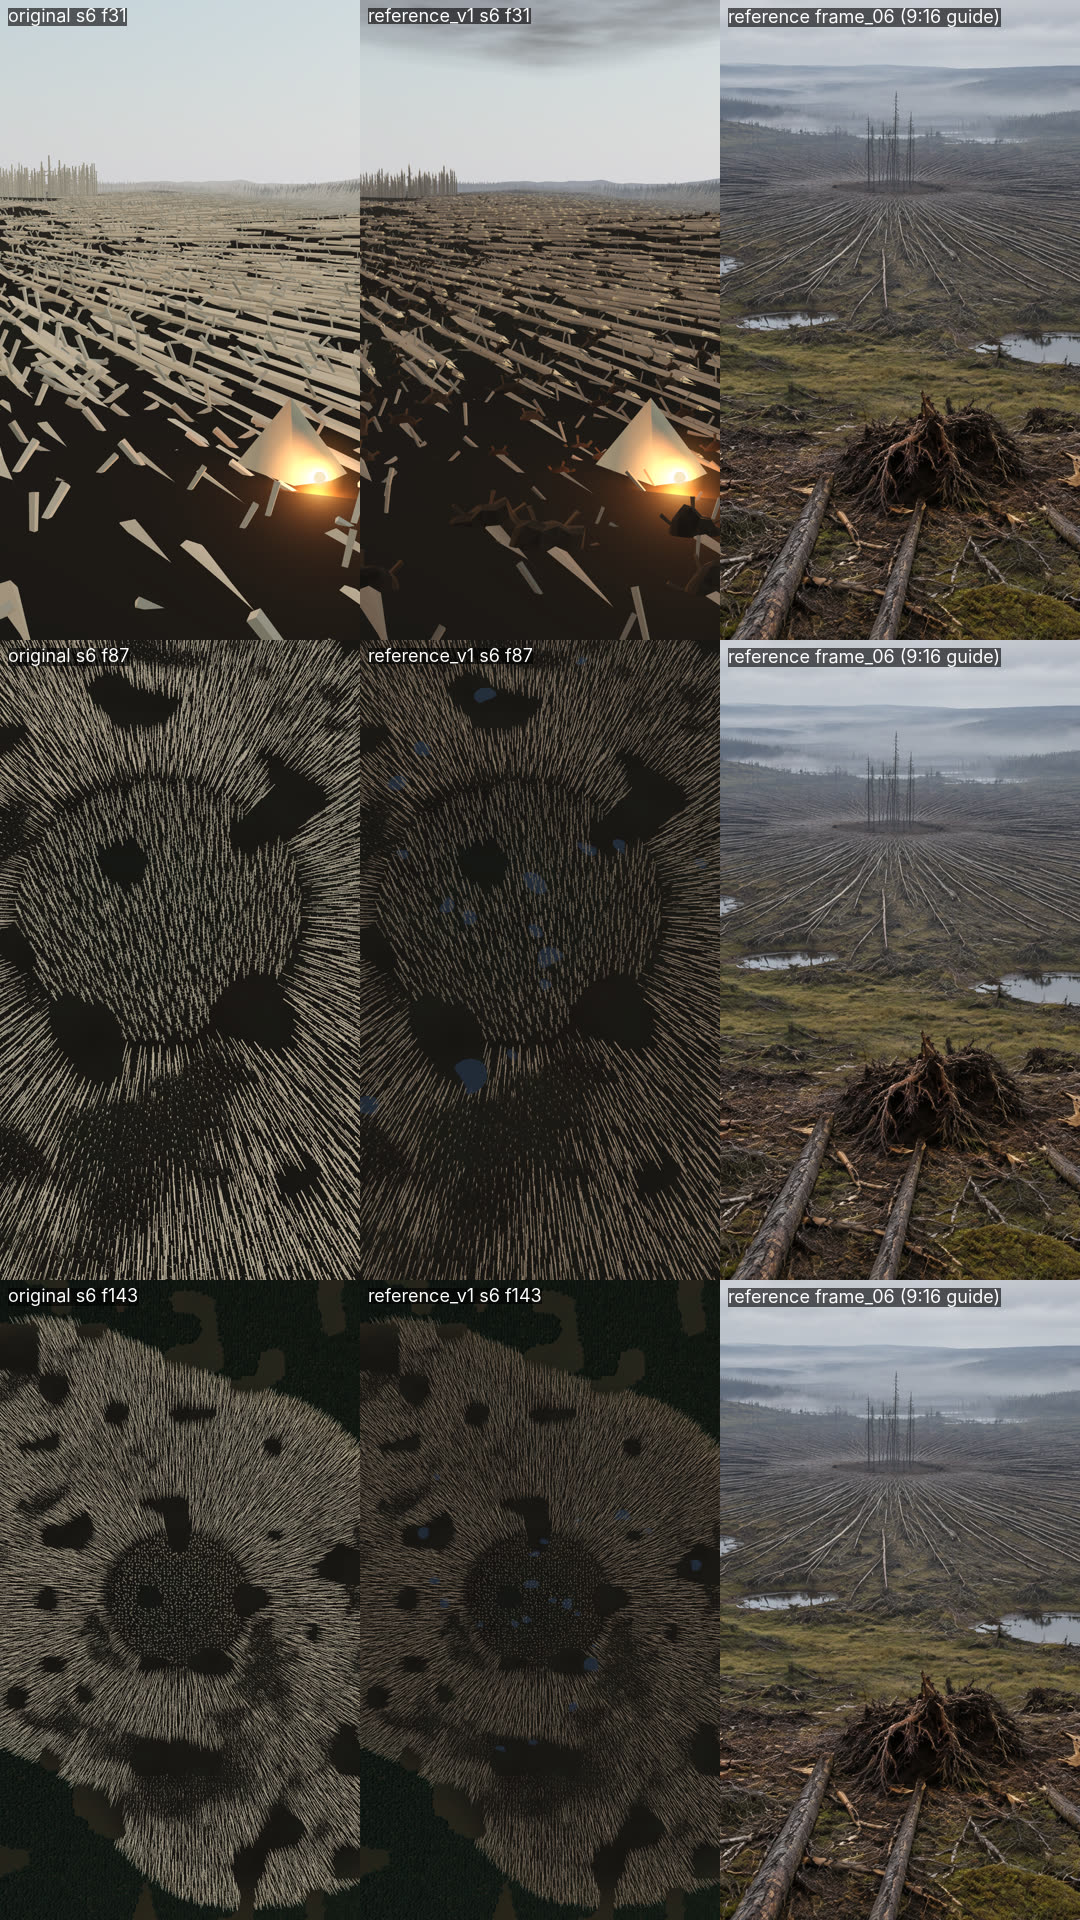 original s6 f31
reference_v1 s6 f31
reference frame_06 (9:16 guide)
original s6 f87
reference_v1 s6 f87
reference frame_06 (9:16 guide)
original s6 f143
reference_v1 s6 f143
reference frame_06 (9:16 guide)